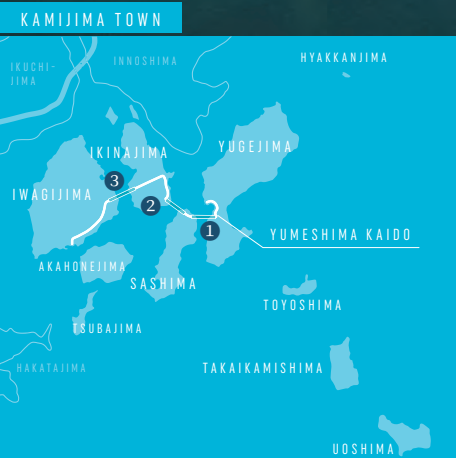 KAMIJIMA TOWN
HYAKKANJIMA
INNOSHIMA
IKUCHI-
JIMA
YUGEJIMA
IKINAJIMA
3
IWAGIJIMA
2
1
YUMESHIMA KAIDO
AKAHONEJIMA
SASHIMA
TOYOSHIMA
TSUBAJIMA
HAKATAJIMA
TAKAIKAMISHIMA
UOSHIMA